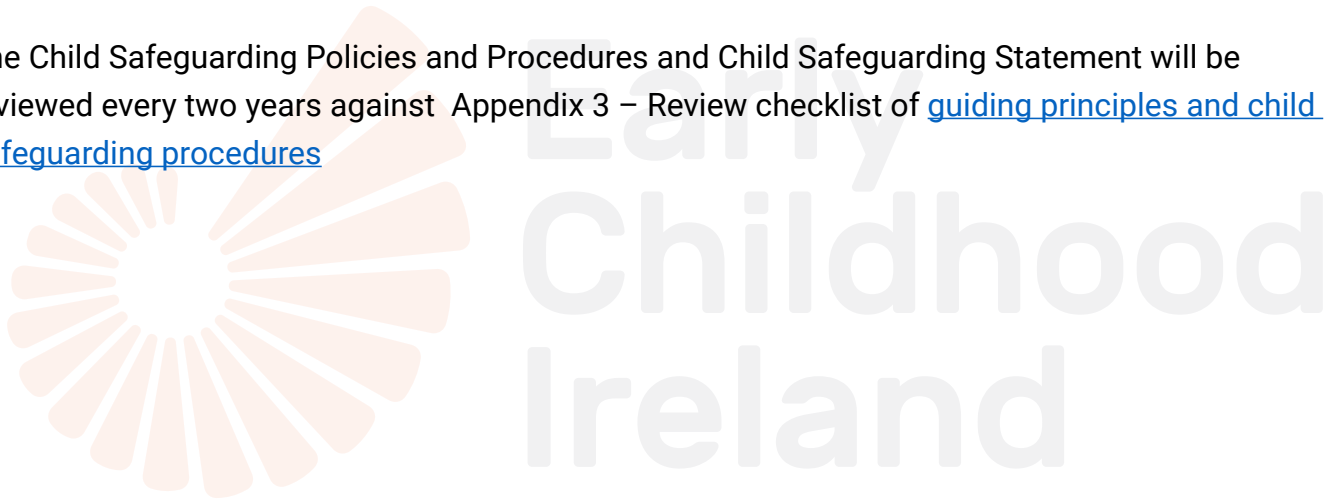 he Child Safeguarding Policies and Procedures and Child Safeguarding Statement will be
viewed every two years against  Appendix 3 – Review checklist of guiding principles and child
feguarding procedures
Early
Childhood
Ireland